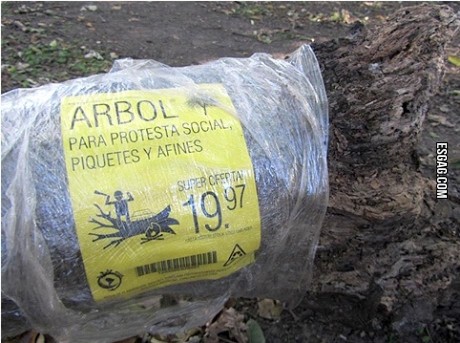 ARBOL Y
PARA PROTESTA SOCIAL,
PIQUETES Y AFINES
SUPER OFERTA!
19.97
ESGAG.COM